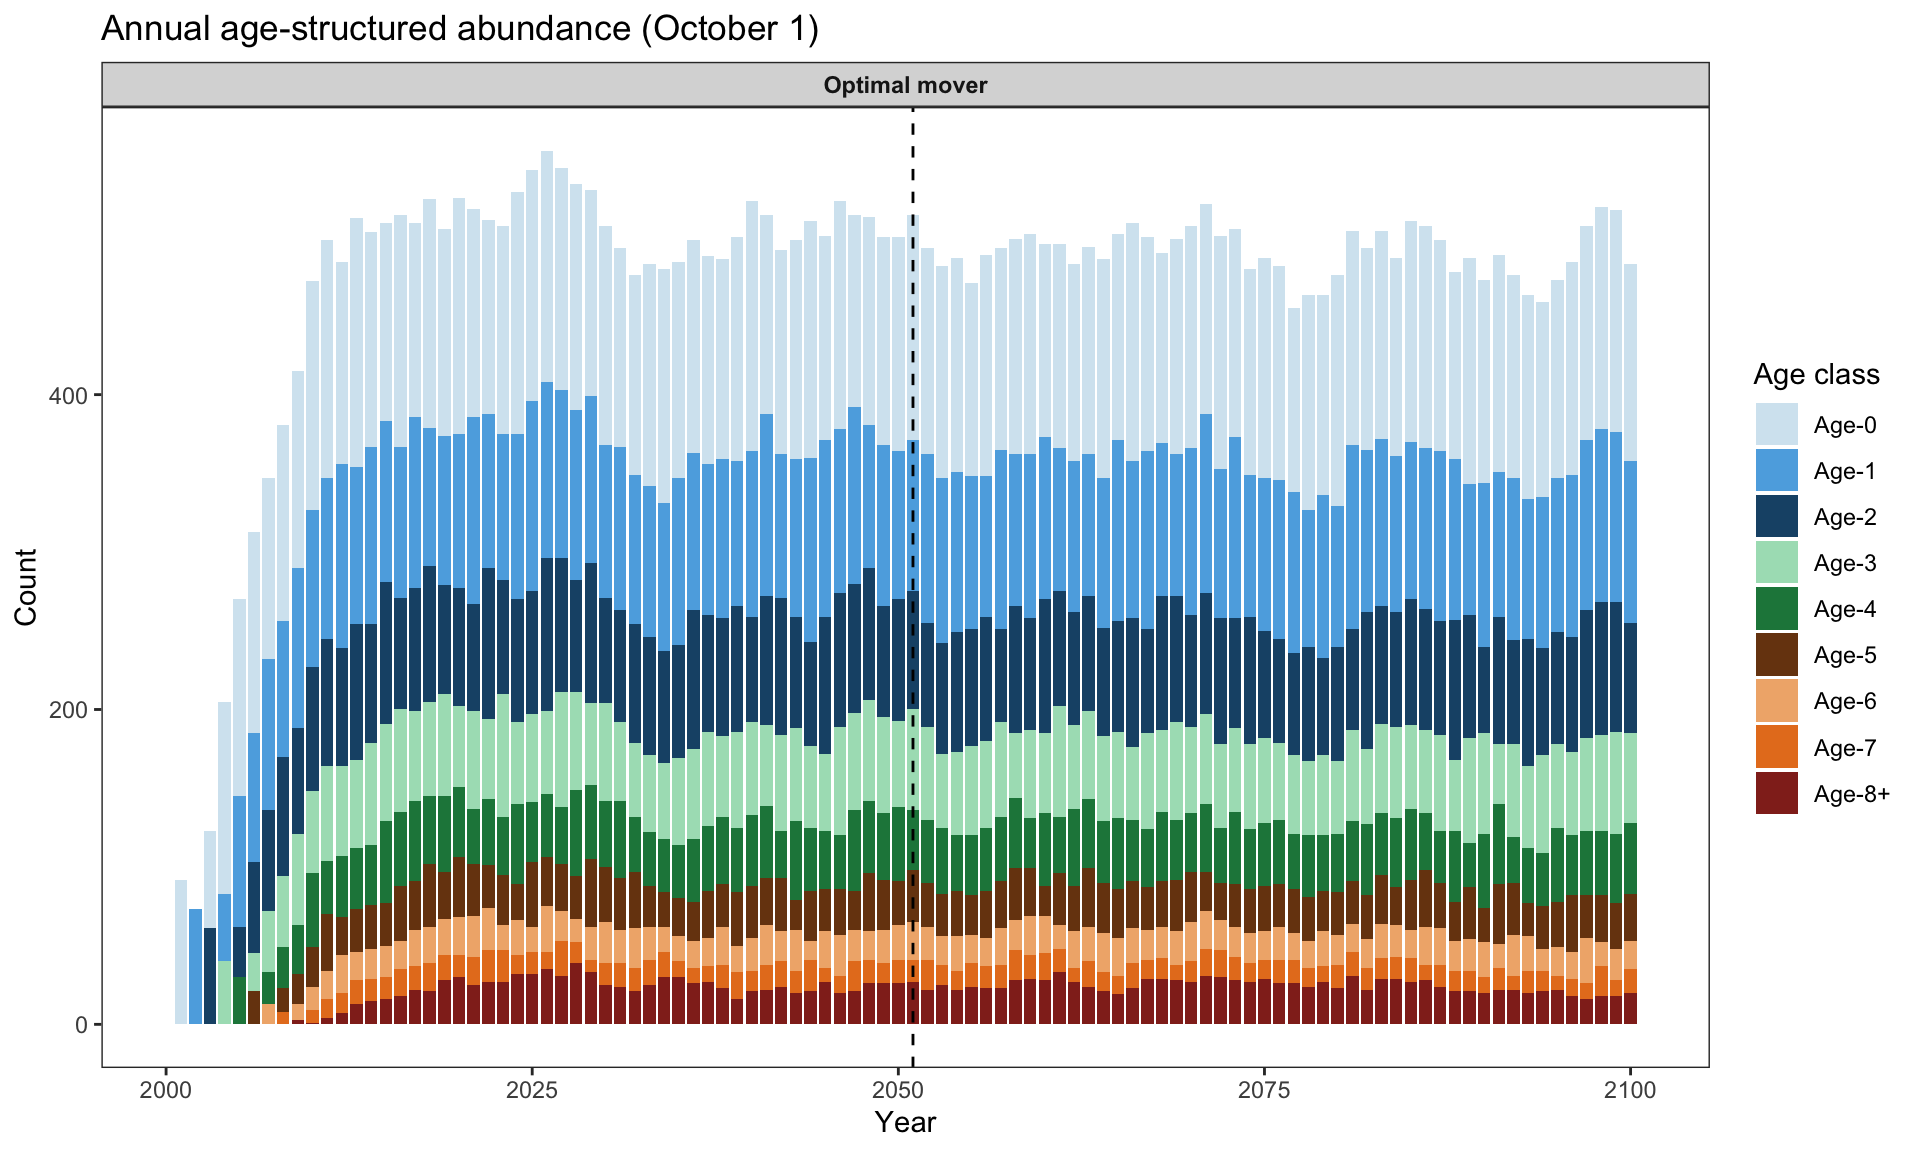 Annual age-structured abundance (October 1)
Optimal mover
Count
400
200
0
2000
2025
2050
2075
2100
Year
Age class
Age-0
Age-1
Age-2
Age-3
Age-4
Age-5
Age-6
Age-7
Age-8+